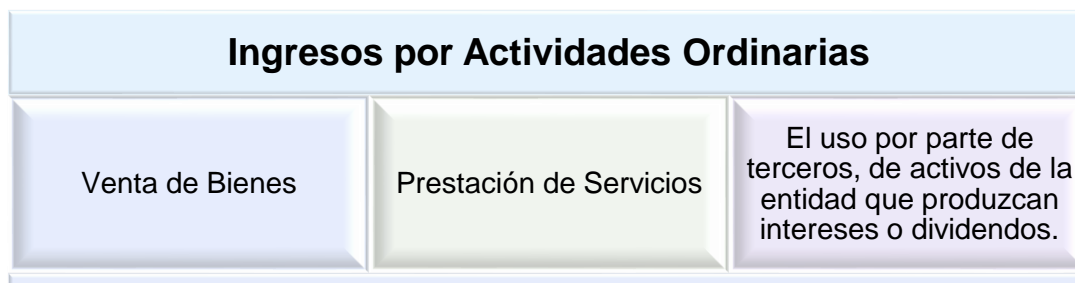 Ingresos por Actividades Ordinarias
Venta de Bienes
Prestación de Servicios
El uso por parte de
terceros, de activos de la
entidad que produzcan
intereses o dividendos.